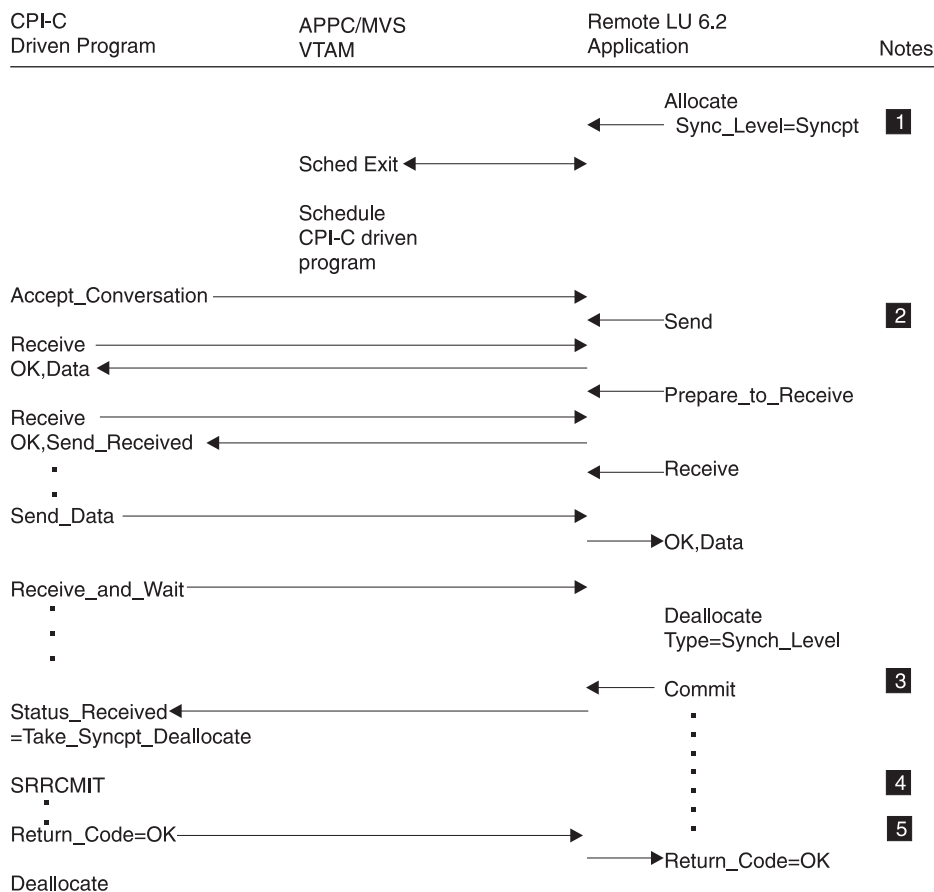 CPI-C
Driven Program
APPC/MVS
VTAM
Remote LU 6.2
Application
Notes
Allocate
Sync_Level=Syncpt
1
Sched Exit
Schedule
CPI-C driven
program
Accept_Conversation
Send
2
Receive
OK,Data
Prepare_to_Receive
Receive
OK,Send_Received
Receive
Send_Data
OK,Data
Receive_and_Wait
Deallocate
Type=Synch_Level
Commit
3
Status_Received
=Take_Syncpt_Deallocate
SRRCMIT
4
Return_Code=OK
5
Return_Code=OK
Deallocate